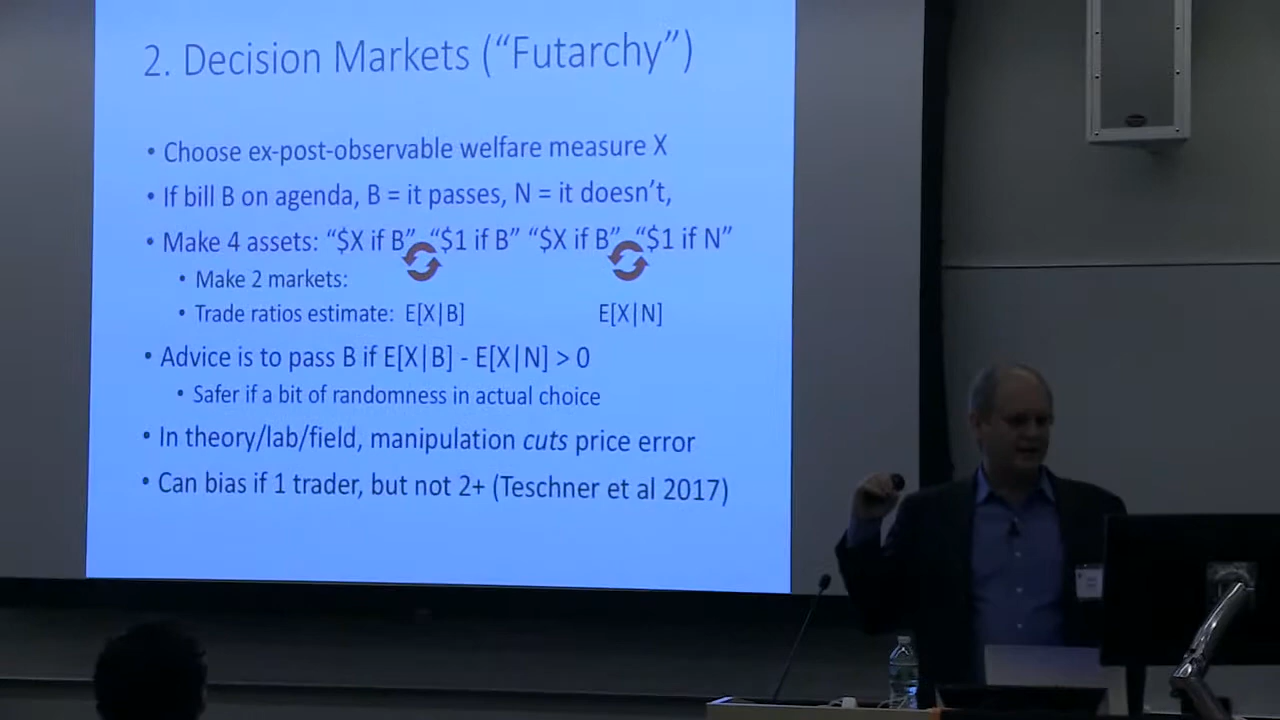 2. Decision Markets ("Futarchy")
• Choose ex-post-observable welfare measure X
• If bill B on agenda, B = it passes, N = it doesn't,
• Make 4 assets: "$X if B" "$1 if B" "$X if B" "$1 if N"
• Make 2 markets:
• Trade ratios estimate: E[X|B] E[X|N]
• Advice is to pass B if E[X|B] - E[X|N] > 0
• Safer if a bit of randomness in actual choice
• In theory/lab/field, manipulation cuts price error
• Can bias if 1 trader, but not 2+ (Teschner et al 2017)